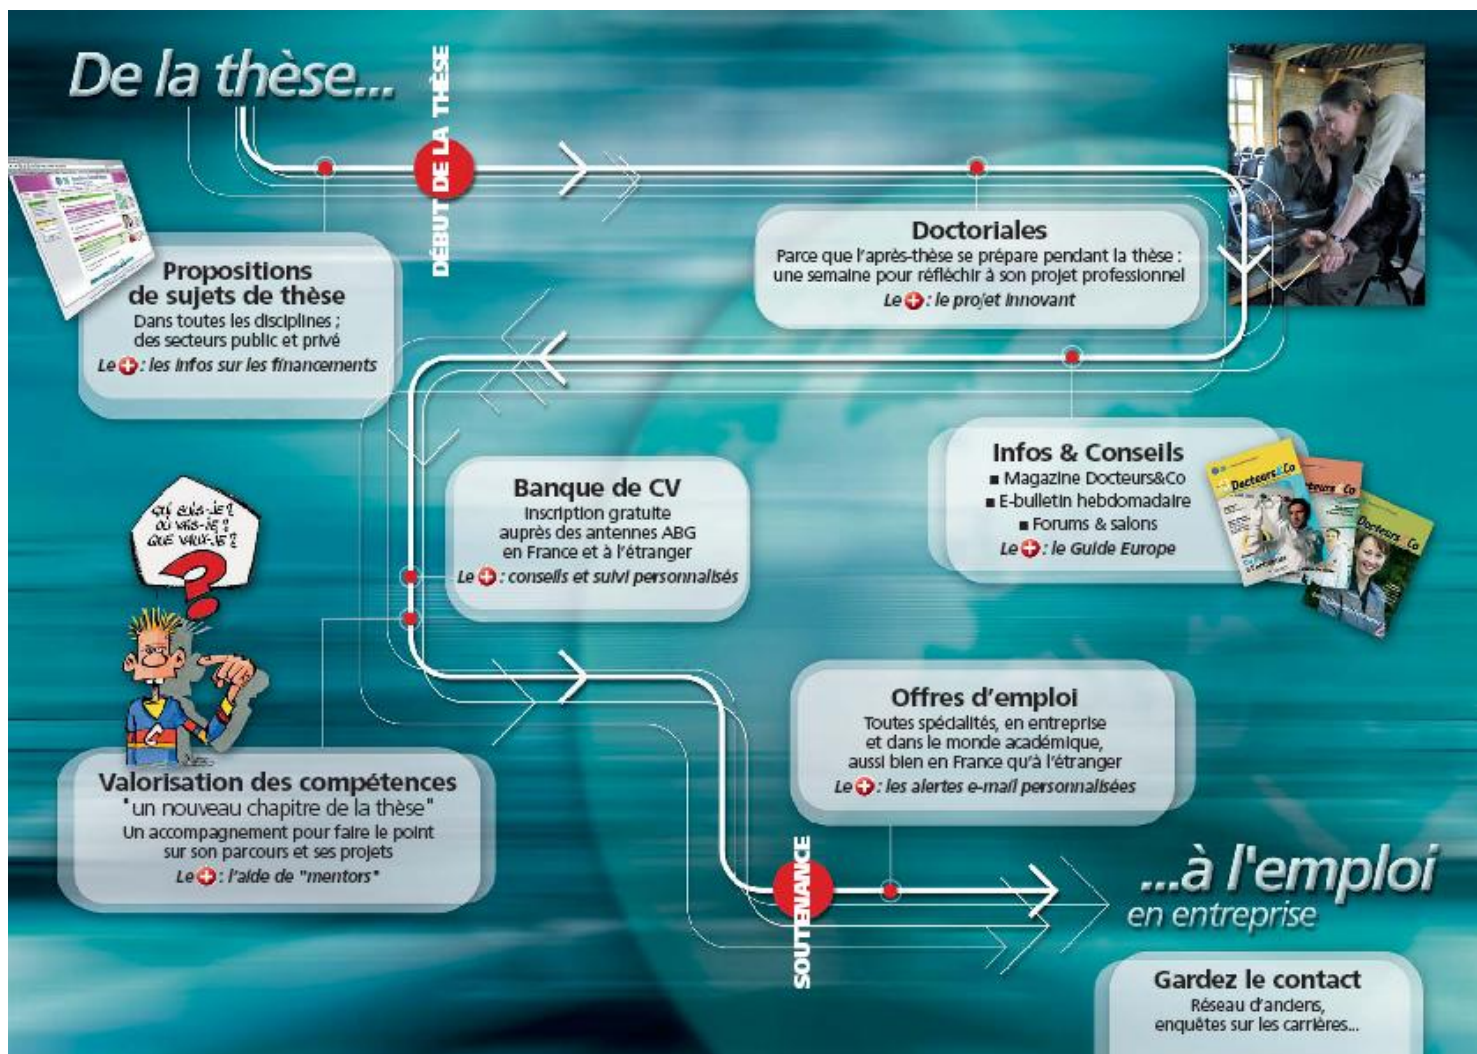 De la thèse...
DÉBUT DE LA THÈSE
Propositions
de sujets de thèse
Dans toutes les disciplines ;
des secteurs public et privé
Le + : les infos sur les financements
Doctoriales
Parce que l'après-thèse se prépare pendant la thèse :
une semaine pour réfléchir à son projet professionnel
Le + : le projet innovant
Infos & Conseils
■ Magazine Docteurs&Co
■ E-bulletin hebdomadaire
■ Forums & salons
Le + : le Guide Europe
Docteurs&Co
Docteurs&Co
Banque de CV
Inscription gratuite
auprès des antennes ABG
en France et à l'étranger
Le + : conseils et suivi personnalisés
QUI SUIS-JE ?
OÙ VAIS-JE ?
QUE VAUX-JE ?
?
C
Valorisation des compétences
"un nouveau chapitre de la thèse"
Un accompagnement pour faire le point
sur son parcours et ses projets
Le + : l'aide de "mentors"
Offres d'emploi
Toutes spécialités, en entreprise
et dans le monde académique,
aussi bien en France qu'à l'étranger
Le + : les alertes e-mail personnalisées
SOUTENANCE
...à l'emploi
en entreprise
Gardez le contact
Réseau d'anciens,
enquêtes sur les carrières...